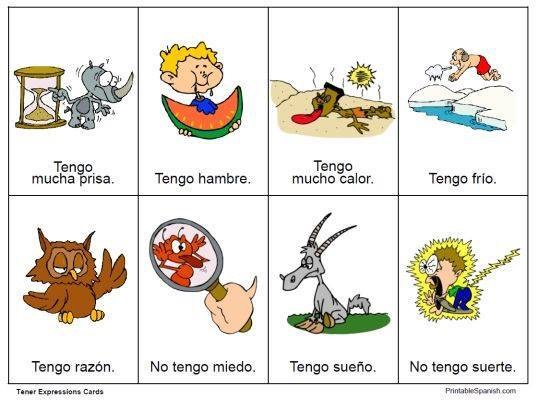 Tengo
mucha prisa.
Tengo hambre.
Tengo
mucho calor.
Tengo frío.
Tengo razón.
No tengo miedo.
Tengo sueño.
No tengo suerte.
Tener Expressions Cards
PrintableSpanish.com